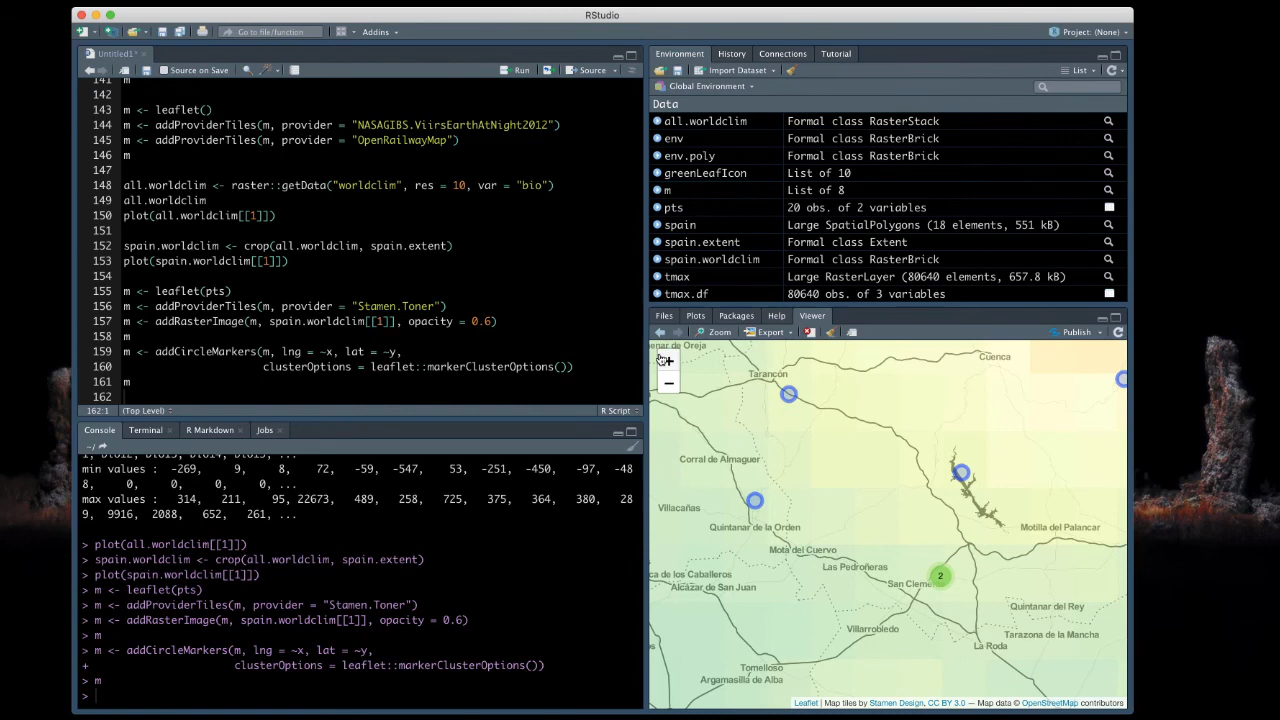 RStudio
Go to file/function
Addins
Project: (None)
Untitled1*
Source on Save
Run
Source
141 m
142
143 m <- leaflet()
144 m <- addProviderTiles(m, provider = "NASAGIBS.ViirsEarthAtNight2012")
145 m <- addProviderTiles(m, provider = "OpenRailwayMap")
146 m
147
148 all.worldclim <- raster::getData("worldclim", res = 10, var = "bio")
149 all.worldclim
150 plot(all.worldclim[[1]])
151
152 spain.worldclim <- crop(all.worldclim, spain.extent)
153 plot(spain.worldclim[[1]])
154
155 m <- leaflet(pts)
156 m <- addProviderTiles(m, provider = "Stamen.Toner")
157 m <- addRasterImage(m, spain.worldclim[[1]], opacity = 0.6)
158 m
159 m <- addCircleMarkers(m, lng = ~x, lat = ~y,
160 clusterOptions = leaflet::markerClusterOptions())
161 m
162
162:1 (Top Level) R Script
Console Terminal R Markdown Jobs
~/
min values : -269, 9, 8, 72, -59, -547, 53, -251, -450, -97, -48
8, 0, 0, 0, 0, ...
max values : 314, 211, 95, 22673, 489, 258, 725, 375, 364, 380, 28
9, 9916, 2088, 652, 261, ...
> plot(all.worldclim[[1]])
> spain.worldclim <- crop(all.worldclim, spain.extent)
> plot(spain.worldclim[[1]])
> m <- leaflet(pts)
> m <- addProviderTiles(m, provider = "Stamen.Toner")
> m <- addRasterImage(m, spain.worldclim[[1]], opacity = 0.6)
> m
> m <- addCircleMarkers(m, lng = ~x, lat = ~y,
+ clusterOptions = leaflet::markerClusterOptions())
> m
>
Environment History Connections Tutorial
Import Dataset
List
Global Environment
Data
all.worldclim Formal class RasterStack
env Formal class RasterBrick
env.poly Formal class RasterBrick
greenLeafIcon List of 10
m List of 8
pts 20 obs. of 2 variables
spain Large SpatialPolygons (18 elements, 551 kB)
spain.extent Formal class Extent
spain.worldclim Formal class RasterBrick
tmax Large RasterLayer (80640 elements, 657.8 kB)
tmax.df 80640 obs. of 3 variables
Files Plots Packages Help Viewer
Zoom Export Publish
enar de Oreja
+
−
Cuenca
Tarancón
Corral de Almaguer
Villacañas
Quintanar de la Orden
Motilla del Palancar
Mota del Cuervo
Las Pedroñeras
ca de los Caballeros
Alcázar de San Juan
San Cleme
2
Quintanar del Rey
Villarrobledo
Tarazona de la Mancha
La Roda
Tomelloso
Argamasilla de Alba
Leaflet | Map tiles by Stamen Design, CC BY 3.0 — Map data © OpenStreetMap contributors